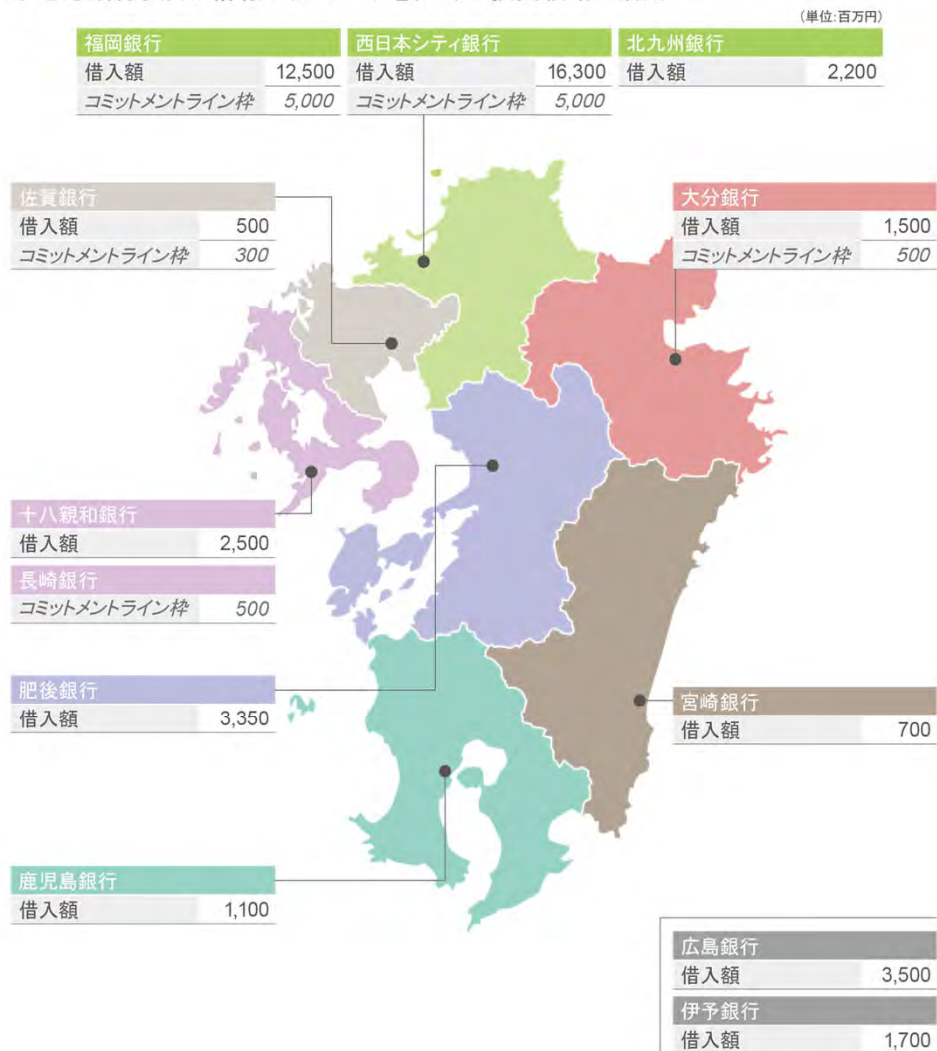 (単位:百万円)
福岡銀行
借入額 12,500
コミットメントライン枠 5,000
西日本シティ銀行
借入額 16,300
コミットメントライン枠 5,000
北九州銀行
借入額 2,200
佐賀銀行
借入額 500
コミットメントライン枠 300
大分銀行
借入額 1,500
コミットメントライン枠 500
十八親和銀行
借入額 2,500
長崎銀行
コミットメントライン枠 500
肥後銀行
借入額 3,350
宮崎銀行
借入額 700
鹿児島銀行
借入額 1,100
広島銀行
借入額 3,500
伊予銀行
借入額 1,700